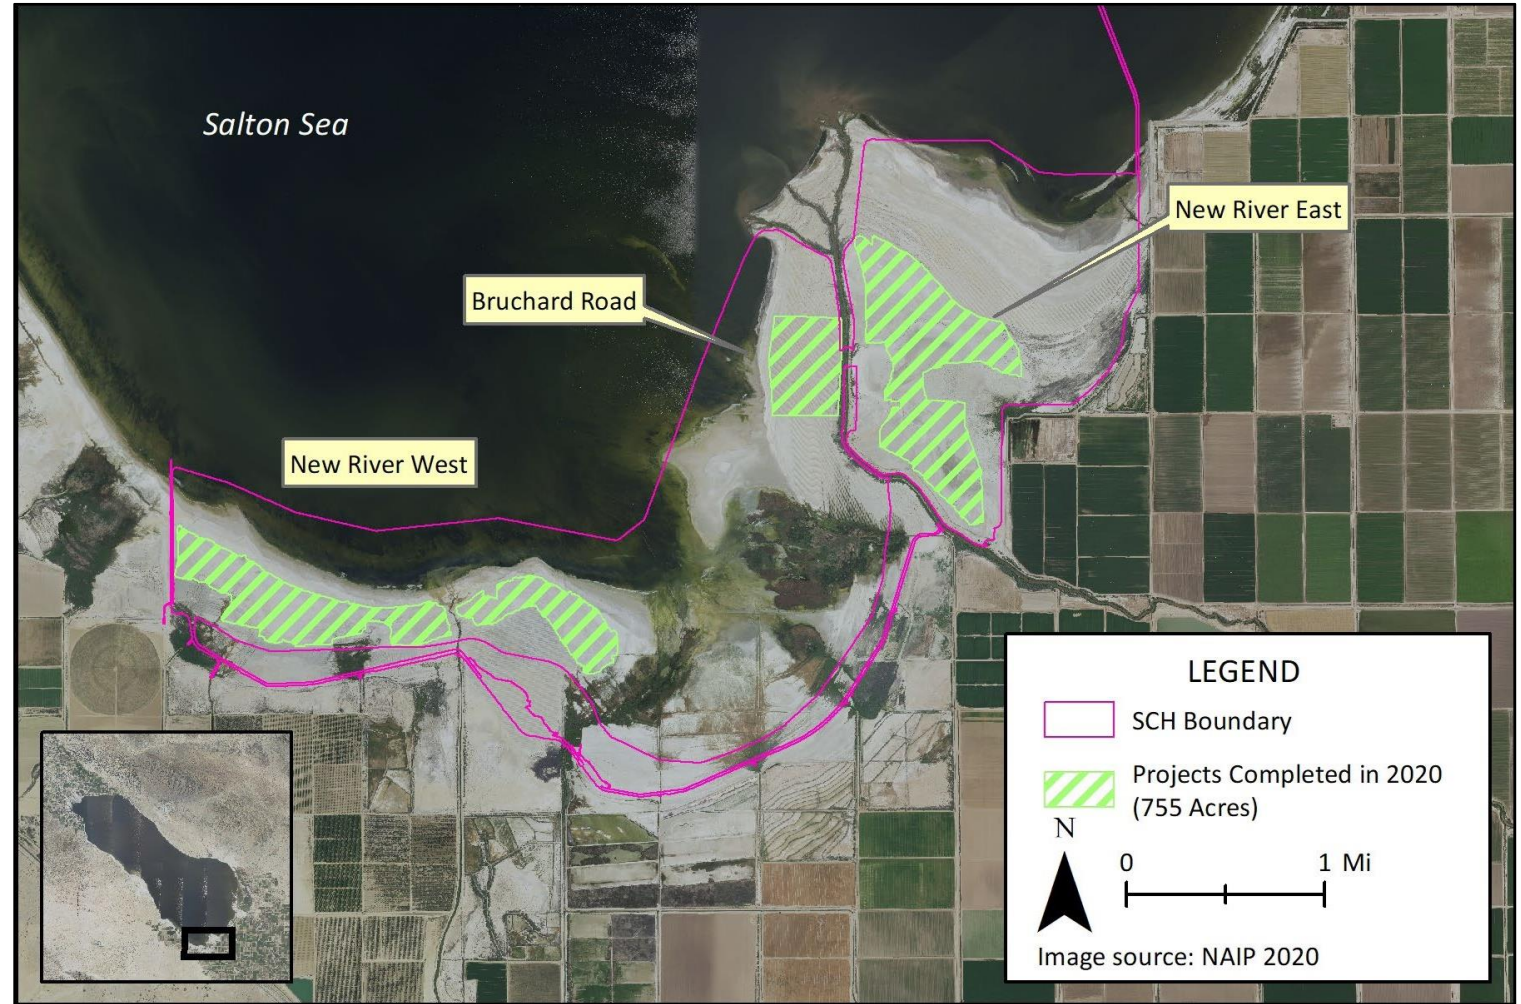 Salton Sea
New River East
Bruchard Road
New River West
LEGEND
SCH Boundary
Projects Completed in 2020
(755 Acres)
N
0 1 Mi
Image source: NAIP 2020